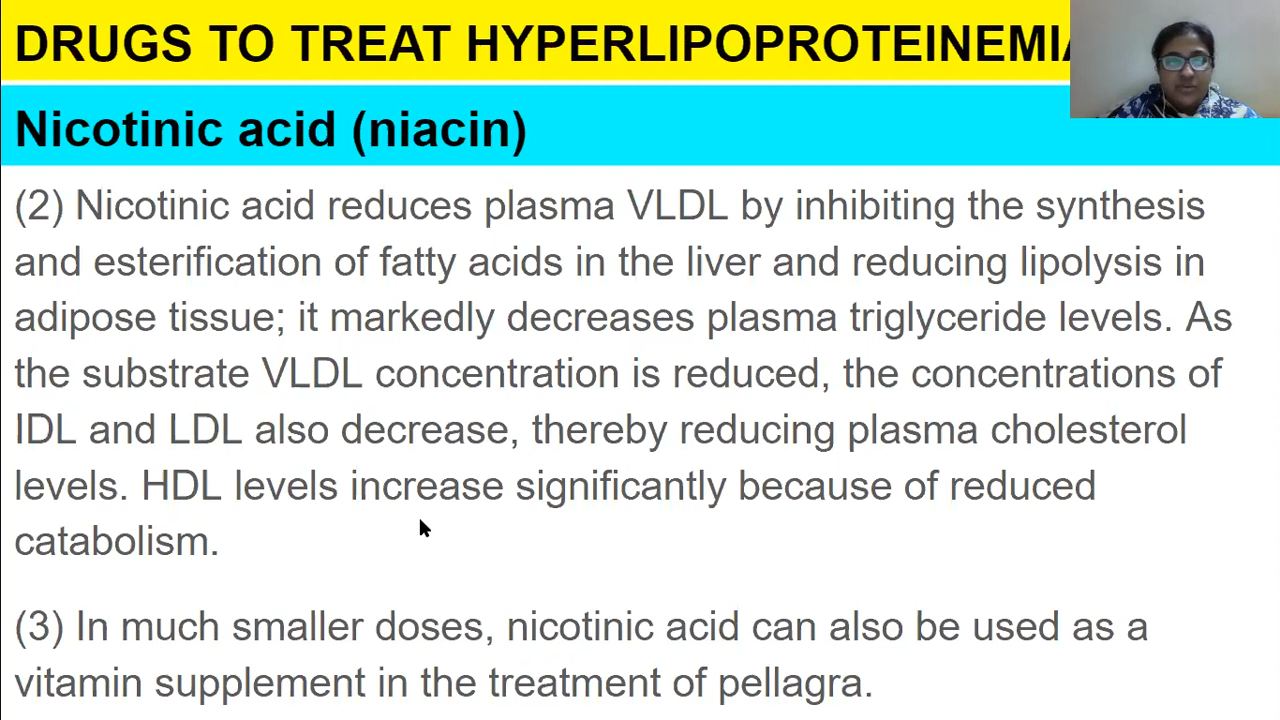 DRUGS TO TREAT HYPERLIPOPROTEINEMIA
Nicotinic acid (niacin)
(2) Nicotinic acid reduces plasma VLDL by inhibiting the synthesis
and esterification of fatty acids in the liver and reducing lipolysis in
adipose tissue; it markedly decreases plasma triglyceride levels. As
the substrate VLDL concentration is reduced, the concentrations of
IDL and LDL also decrease, thereby reducing plasma cholesterol
levels. HDL levels increase significantly because of reduced
catabolism.
(3) In much smaller doses, nicotinic acid can also be used as a
vitamin supplement in the treatment of pellagra.